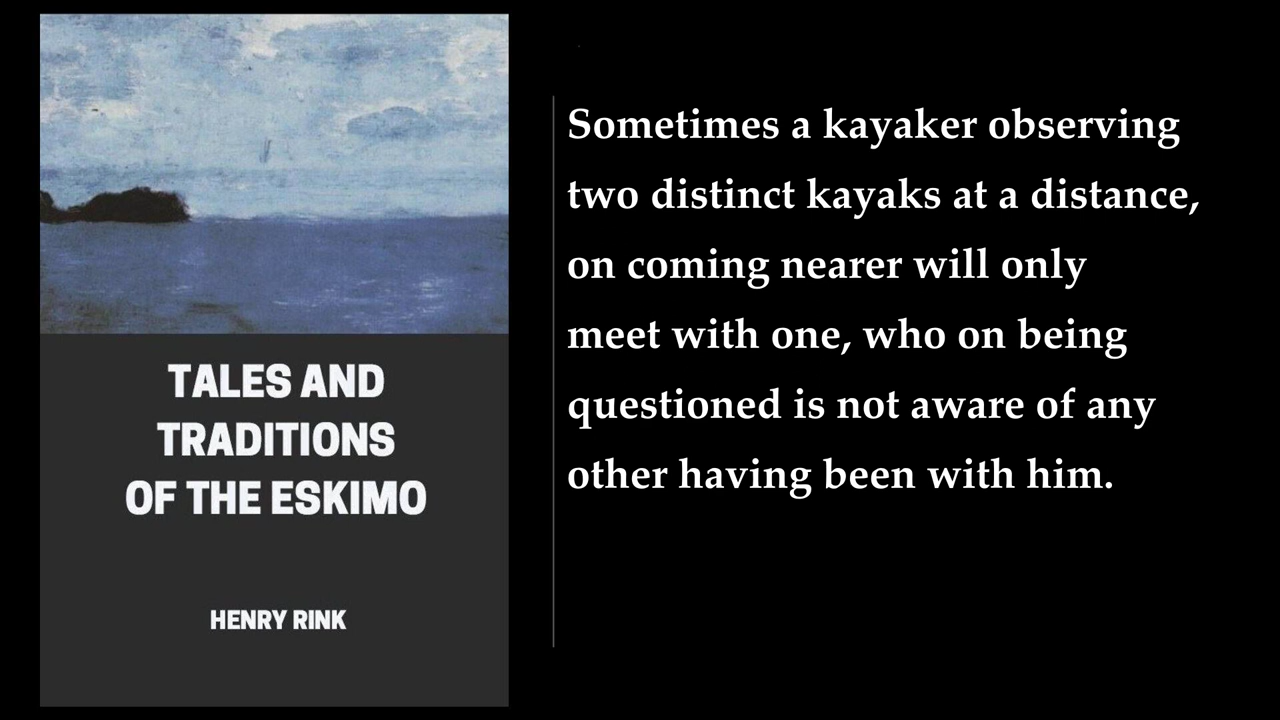 TALES AND
TRADITIONS
OF THE ESKIMO
HENRY RINK
Sometimes a kayaker observing
two distinct kayaks at a distance,
on coming nearer will only
meet with one, who on being
questioned is not aware of any
other having been with him.